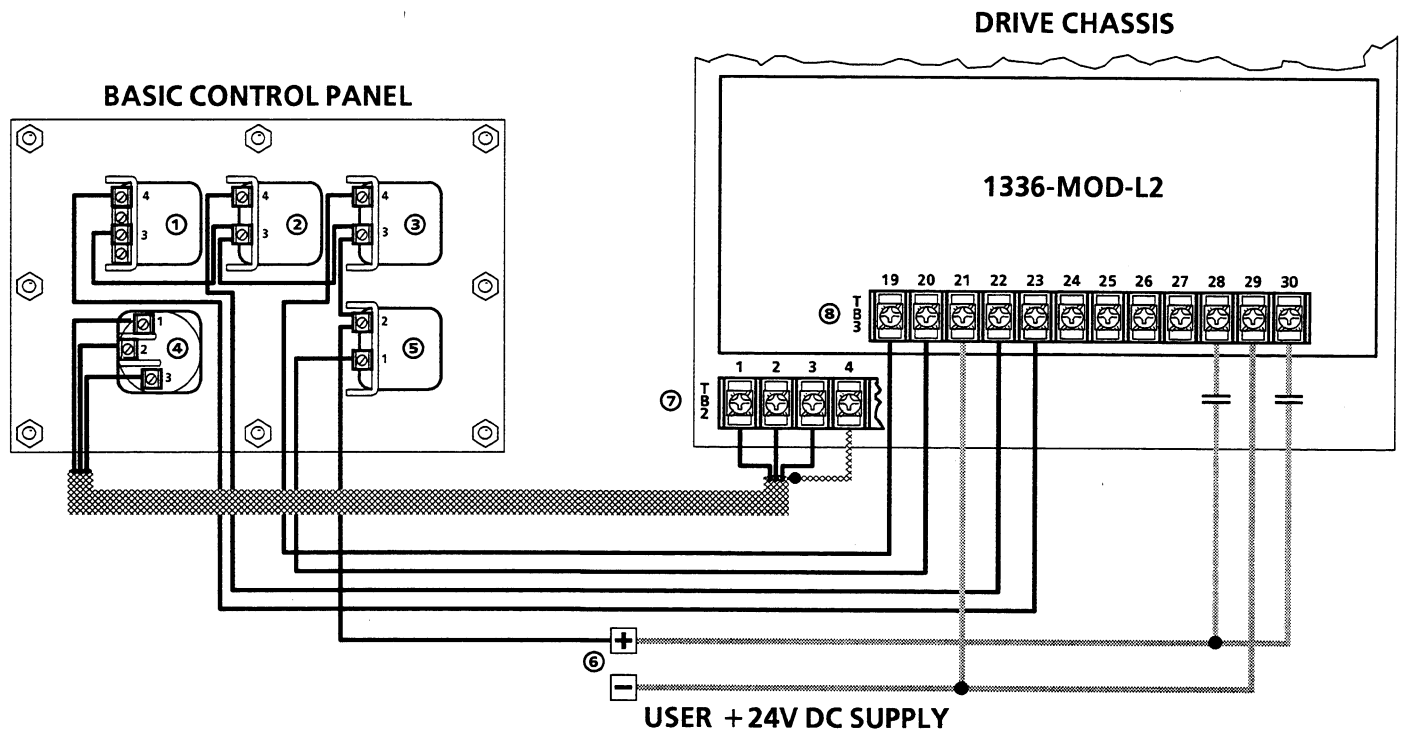 DRIVE CHASSIS
BASIC CONTROL PANEL
1336-MOD-L2
4 ① 3
4 ② 3
4 ③ 3
1 2 ④ 3
2 ⑤ 1
19 20 21 22 23 24 25 26 27 28 29 30
⑧ TB3
1 2 3 4
⑦ TB2
+
⑥
−
USER +24V DC SUPPLY